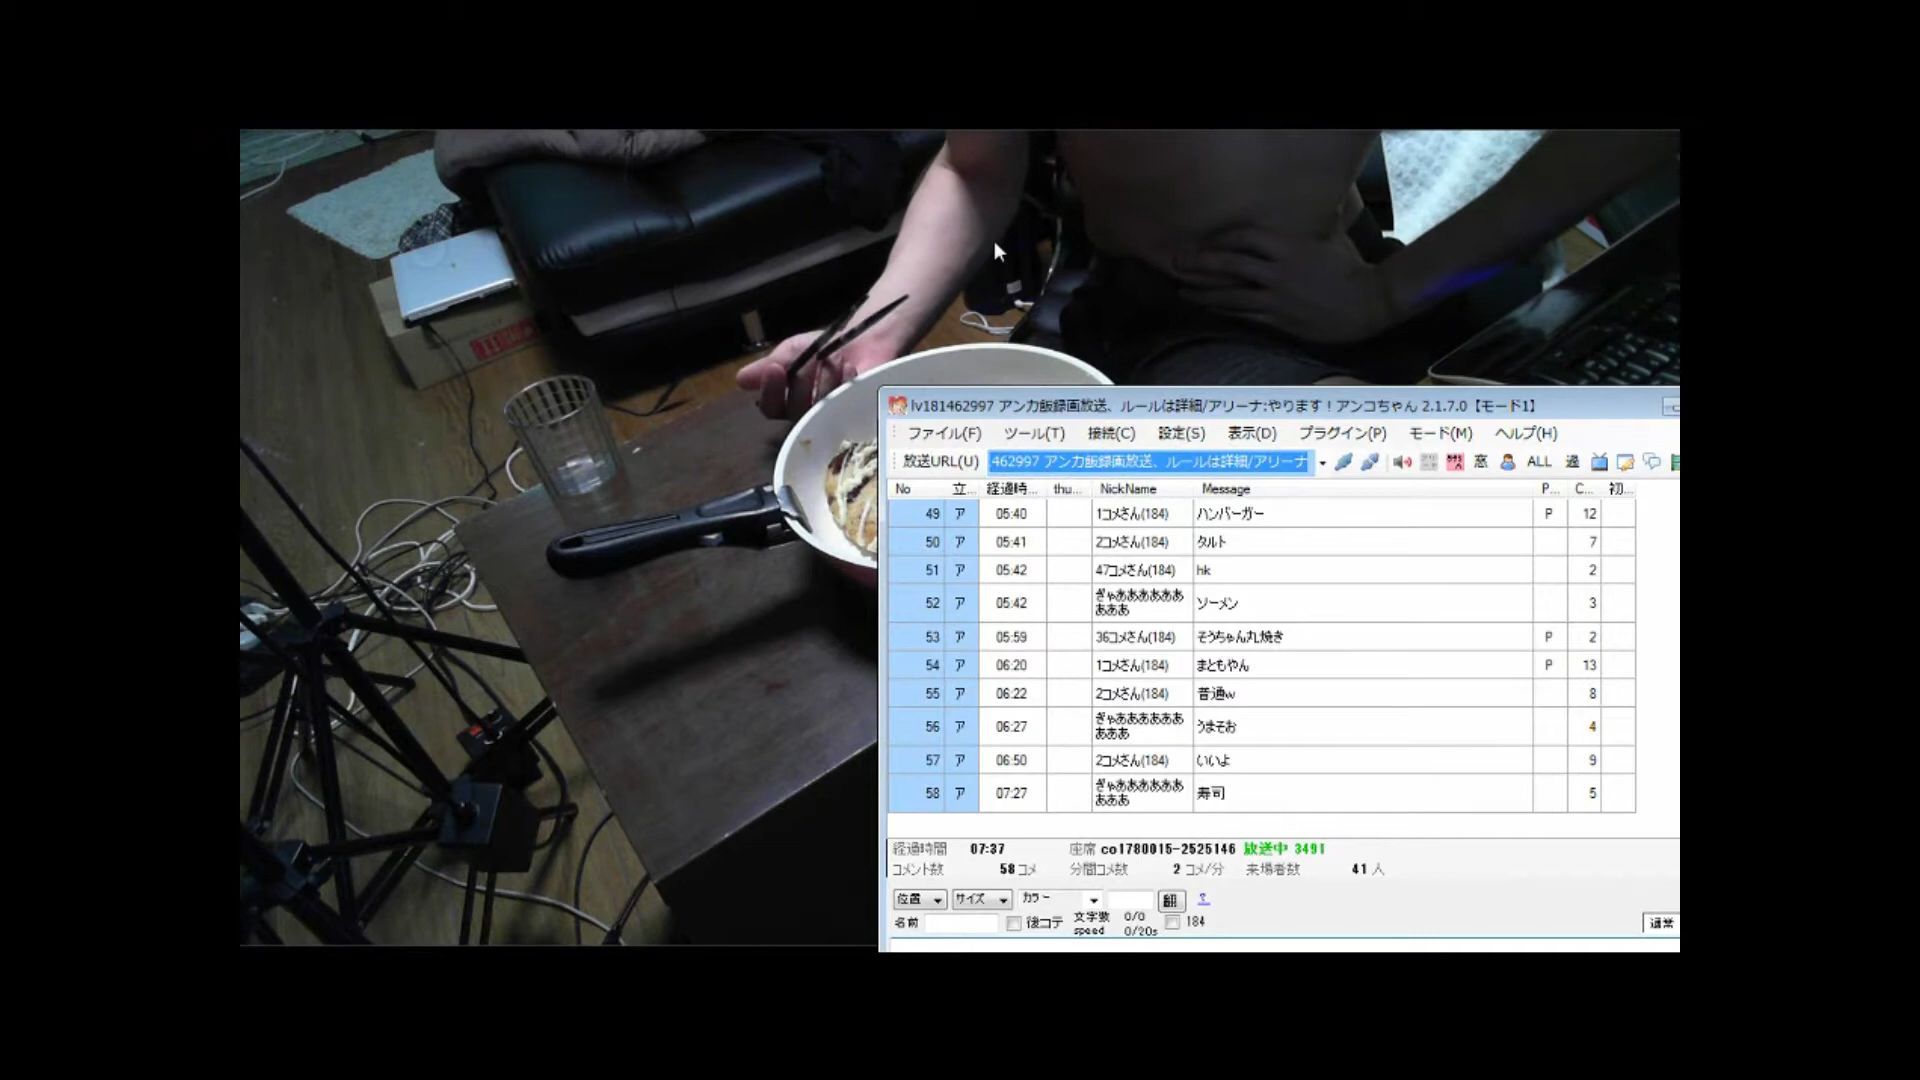 lv181462997 アンカ飯録画放送、ルールは詳細/アリーナ:やります！アンコちゃん 2.1.7.0【モード1】
ファイル(F) ツール(T) 接続(C) 設定(S) 表示(D) プラグイン(P) モード(M) ヘルプ(H)
放送URL(U) .462997 アンカ飯録画放送、ルールは詳細/アリーナ 窓 ALL 過
No 立... 経過時... thu... NickName Message P... C... 初...
49 ア 05:40 1コメさん(184) ハンバーガー P 12
50 ア 05:41 2コメさん(184) タルト 7
51 ア 05:42 47コメさん(184) hk 2
52 ア 05:42 ぎゃああああああ ソーメン 3
あああ
53 ア 05:59 36コメさん(184) そうちゃん丸焼き P 2
54 ア 06:20 1コメさん(184) まともやん P 13
55 ア 06:22 2コメさん(184) 普通w 8
56 ア 06:27 ぎゃああああああ うまそお 4
あああ
57 ア 06:50 2コメさん(184) いいよ 9
58 ア 07:27 ぎゃああああああ 寿司 5
あああ
経過時間 07:37 座席 co1780015-2525146 放送中 3491
コメント数 58 コメ 分間コメ数 2 コメ/分 来場者数 41 人
位置 サイズ カラー 翻 ?
名前 後コテ 文字数 0/0 184 通常
speed 0/20s